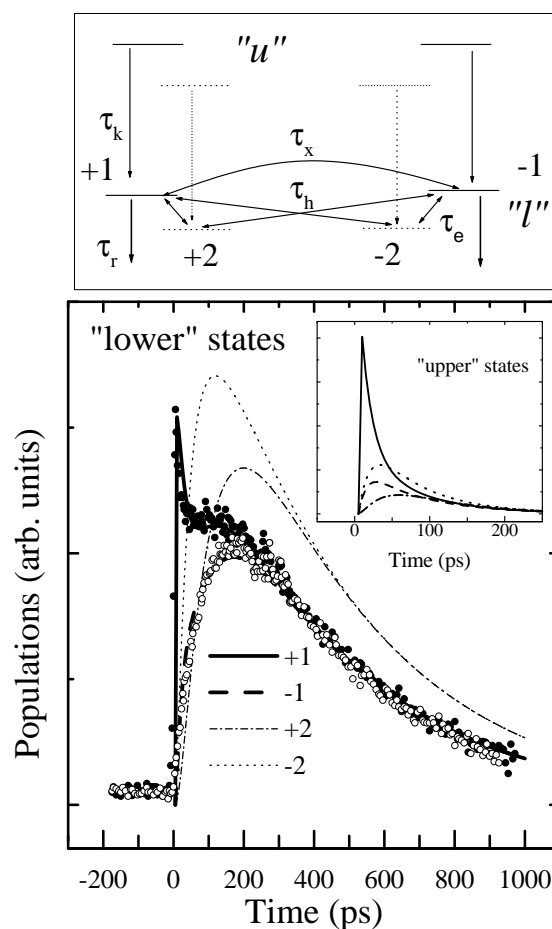 "u"
τk
τx
+1
-1
τh
"l"
τr
+2
-2
τe
"lower" states
"upper" states
0
100
200
Time (ps)
Populations (arb. units)
+1
-1
+2
-2
-200
0
200
400
600
800
1000
Time (ps)